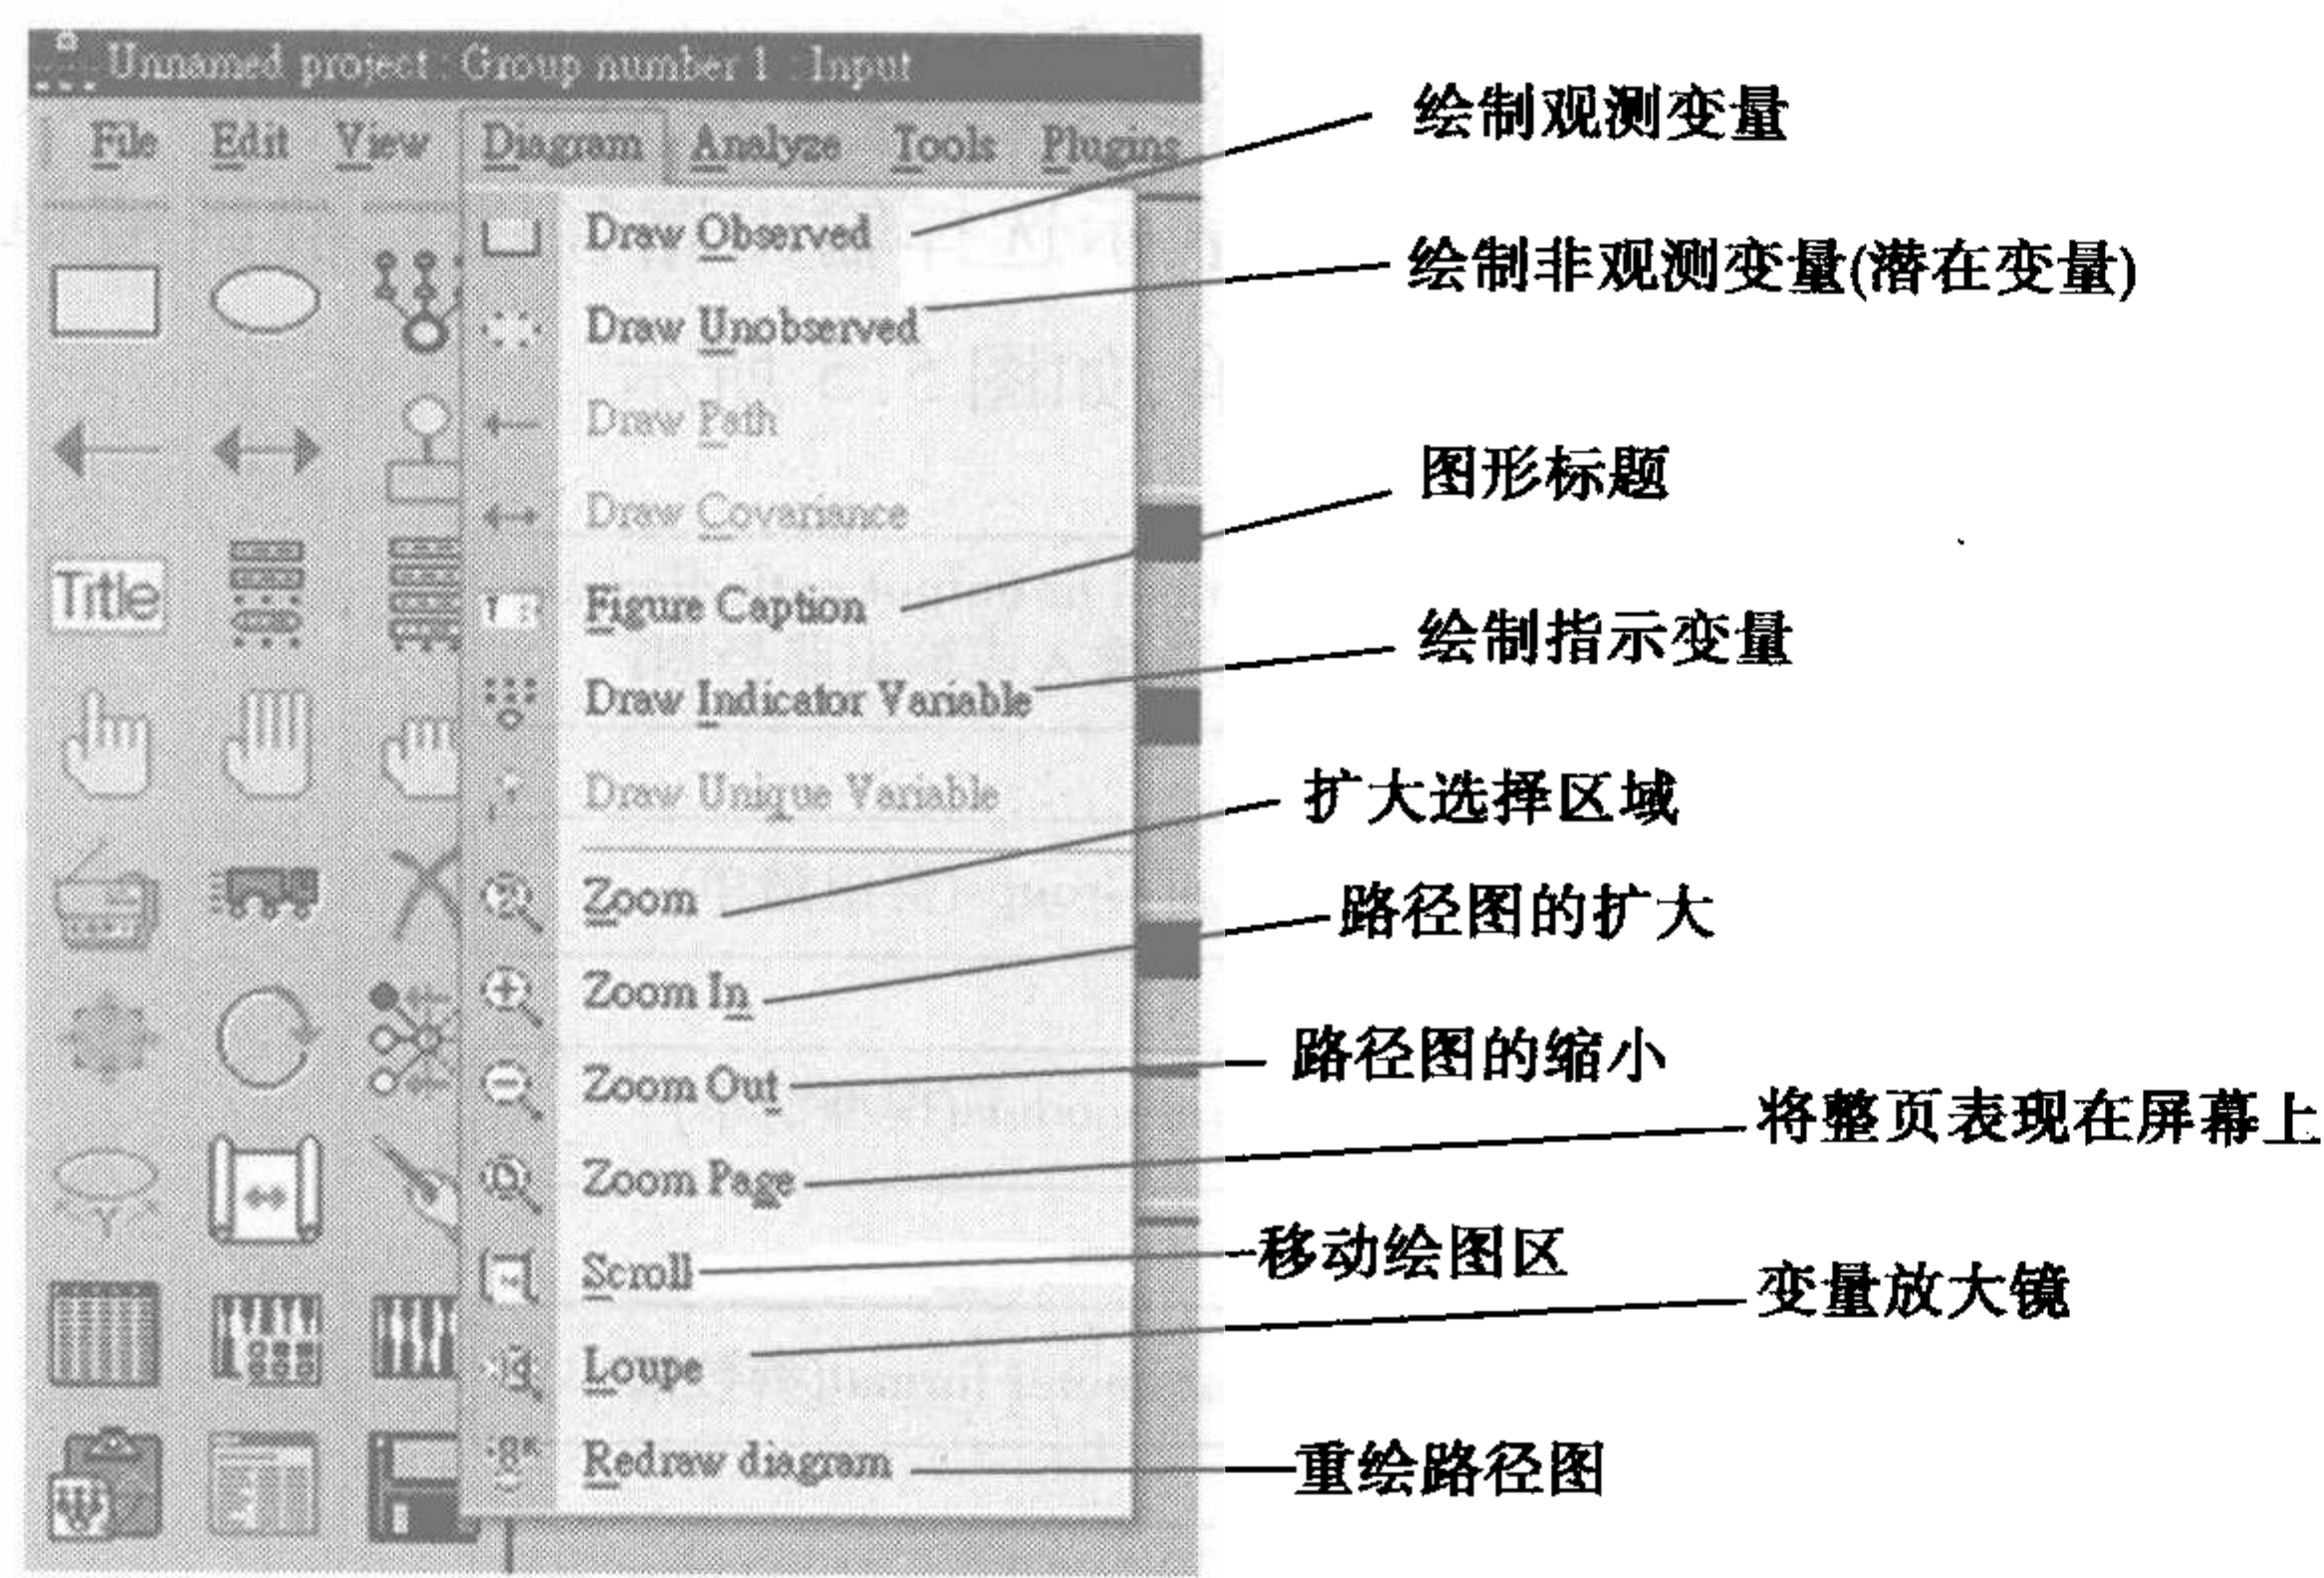 Unnamed project : Group number 1 : Input
File Edit View Diagram Analyze Tools Plugins
Draw Observed
绘制观测变量
Draw Unobserved
绘制非观测变量(潜在变量)
Draw Path
Draw Covariance
Figure Caption
图形标题
Draw Indicator Variable
绘制指示变量
Draw Unique Variable
Zoom
扩大选择区域
Zoom In
路径图的扩大
Zoom Out
路径图的缩小
Zoom Page
将整页表现在屏幕上
Scroll
移动绘图区
Loupe
变量放大镜
Redraw diagram
重绘路径图
Title